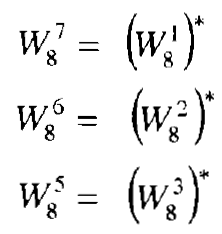 W_8^7 = (W_8^1)^*
W_8^6 = (W_8^2)^*
W_8^5 = (W_8^3)^*